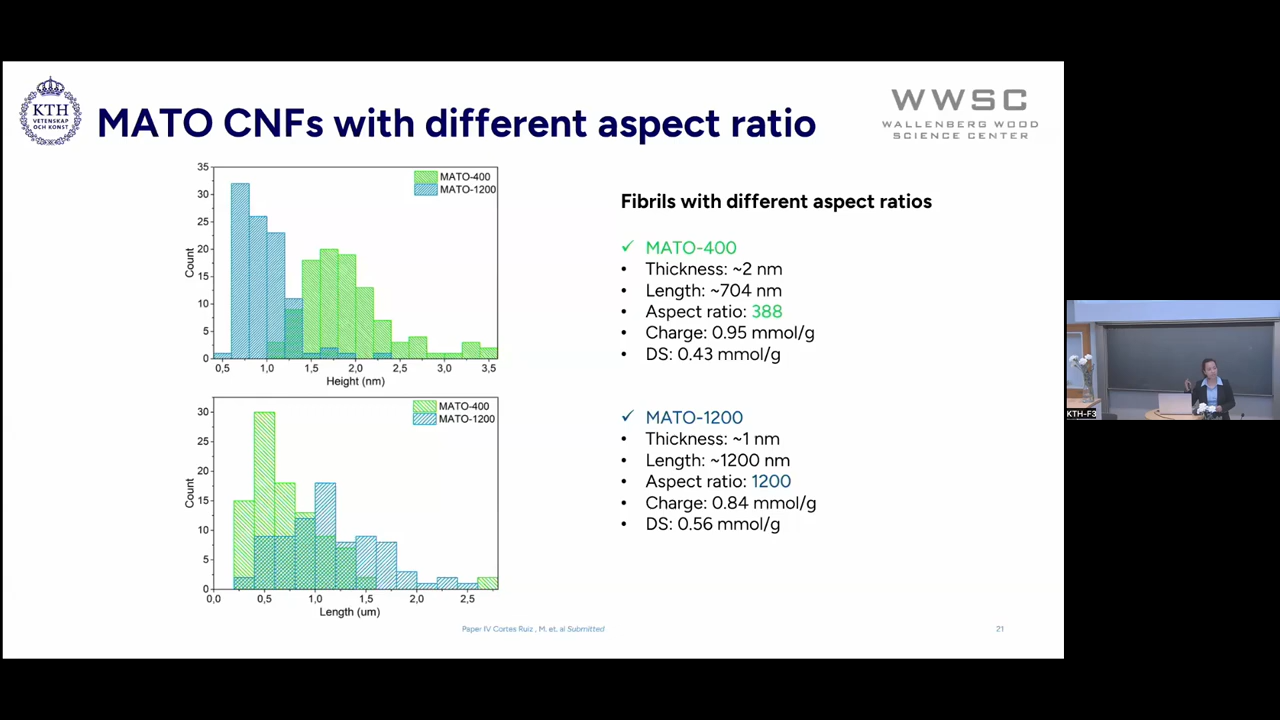 KTH
VETENSKAP
OCH KONST
MATO CNFs with different aspect ratio
WWSC
WALLENBERG WOOD
SCIENCE CENTER
35
30
25
20
15
10
5
0
Count
MATO-400
MATO-1200
0,5 1,0 1,5 2,0 2,5 3,0 3,5
Height (nm)
30
25
20
15
10
5
0
Count
MATO-400
MATO-1200
0,0 0,5 1,0 1,5 2,0 2,5
Length (um)
Fibrils with different aspect ratios
✓ MATO-400
• Thickness: ~2 nm
• Length: ~704 nm
• Aspect ratio: 388
• Charge: 0.95 mmol/g
• DS: 0.43 mmol/g
✓ MATO-1200
• Thickness: ~1 nm
• Length: ~1200 nm
• Aspect ratio: 1200
• Charge: 0.84 mmol/g
• DS: 0.56 mmol/g
Paper IV Cortes Ruiz , M. et. al Submitted
21
KTH-F3